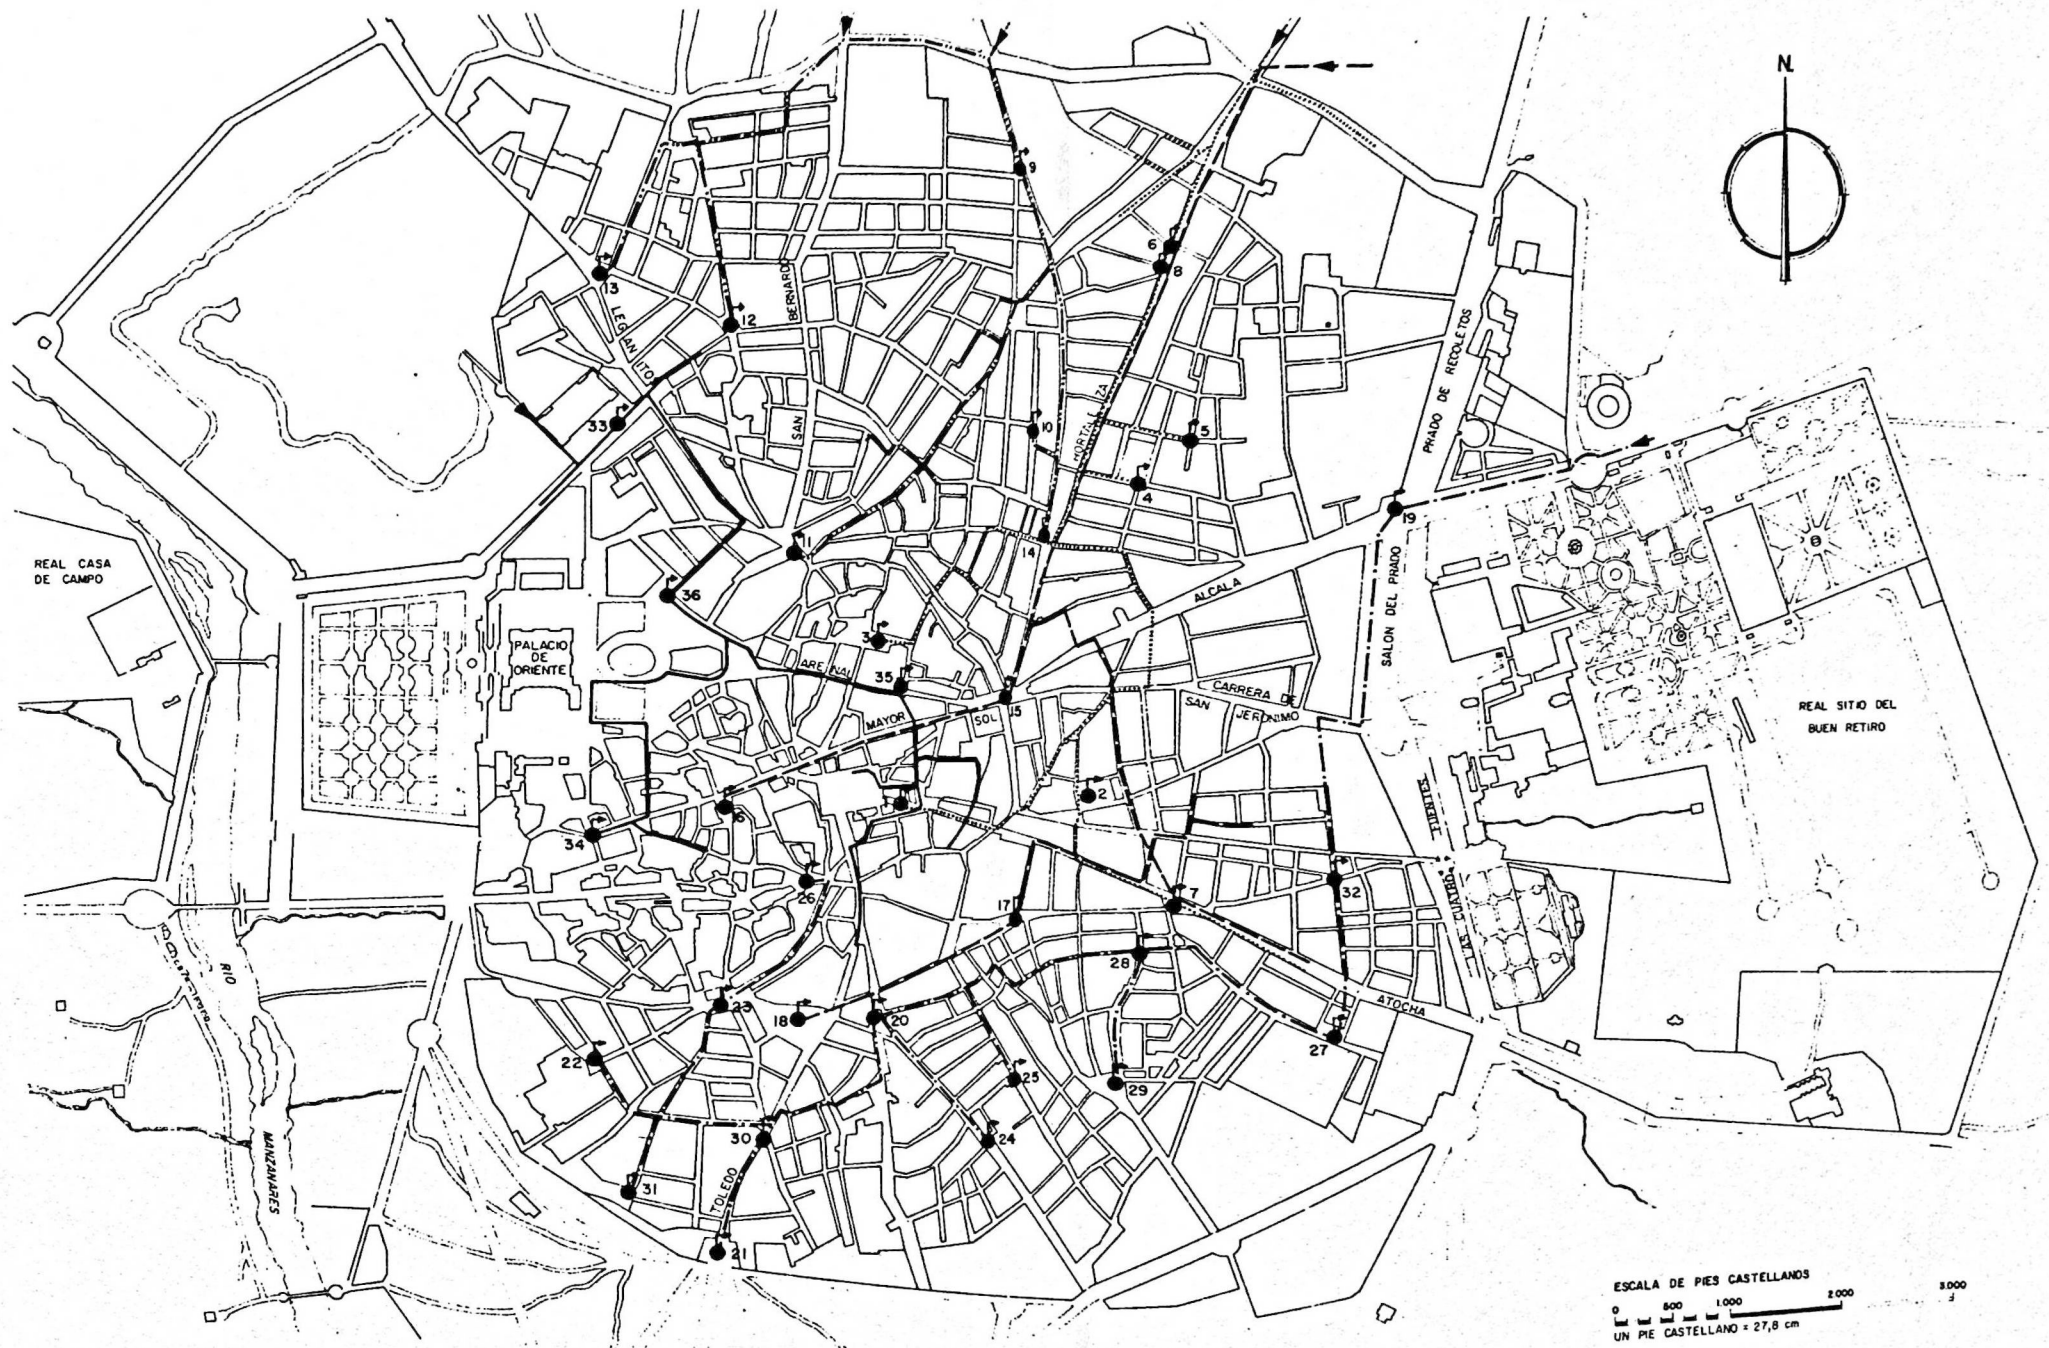 N.
9
6
8
13
LEGANITOS
12
SAN BERNARDO
33
10
HORTALEZA
5
4
PRADO DE RECOLETOS
19
REAL CASA
DE CAMPO
11
14
36
ALCALA
SALON DEL PRADO
PALACIO
DE
ORIENTE
3
ARENAL
35
CARRERA DE
SAN JERONIMO
MAYOR
SOL
15
REAL SITIO DEL
BUEN RETIRO
2
16
34
LAS CUATRO FUENTES
26
17
7
32
28
RIO
MANZANARES
23
18
20
ATOCHA
27
22
25
29
24
30
31
TOLEDO
21
ESCALA DE PIES CASTELLANOS
0 500 1.000 2.000 3.000
UN PIE CASTELLANO = 27,8 cm